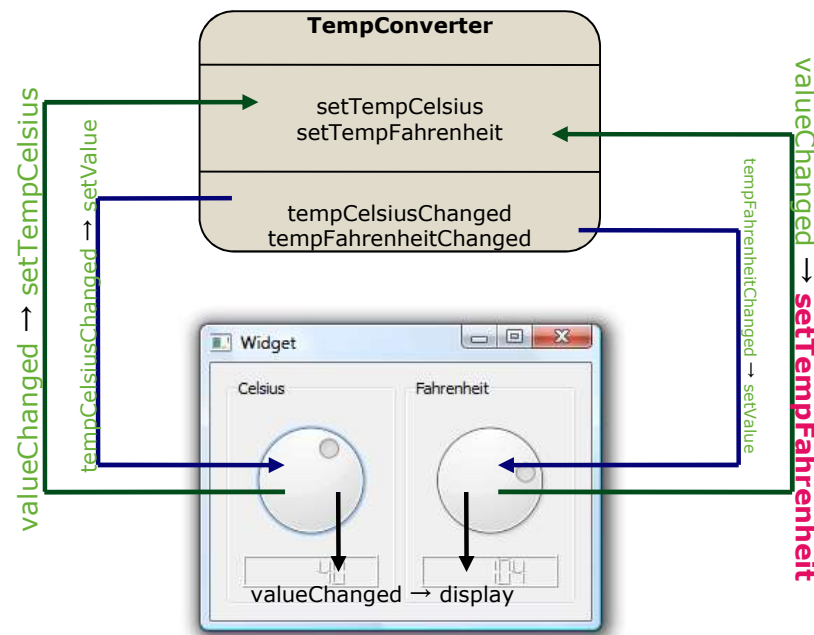 TempConverter
setTempCelsius
setTempFahrenheit
tempCelsiusChanged
tempFahrenheitChanged
valueChanged → setTempCelsius
tempCelsiusChanged → setValue
tempFahrenheitChanged → setValue
valueChanged → setTempFahrenheit
Widget
Celsius
Fahrenheit
40
104
valueChanged → display